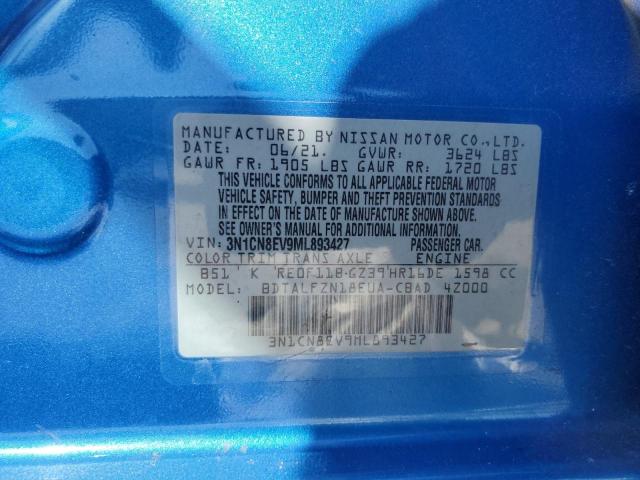 MANUFACTURED BY NISSAN MOTOR CO.,LTD.
DATE: 06/21. GVWR: 3624 LBS
GAWR FR: 1905 LBS GAWR RR: 1720 LBS
THIS VEHICLE CONFORMS TO ALL APPLICABLE FEDERAL MOTOR
VEHICLE SAFETY, BUMPER AND THEFT PREVENTION STANDARDS
IN EFFECT ON THE DATE OF MANUFACTURE SHOWN ABOVE.
SEE OWNER'S MANUAL FOR ADDITIONAL INFORMATION.
VIN: 3N1CN8EV9ML893427 PASSENGER CAR.
COLOR TRIM TRANS AXLE ENGINE
B51' K 'RE0F11B-GZ39'HR16DE 1598 CC
MODEL: BDTALFZN18EUA-CBAD 4Z000
3N1CN8EV9ML893427